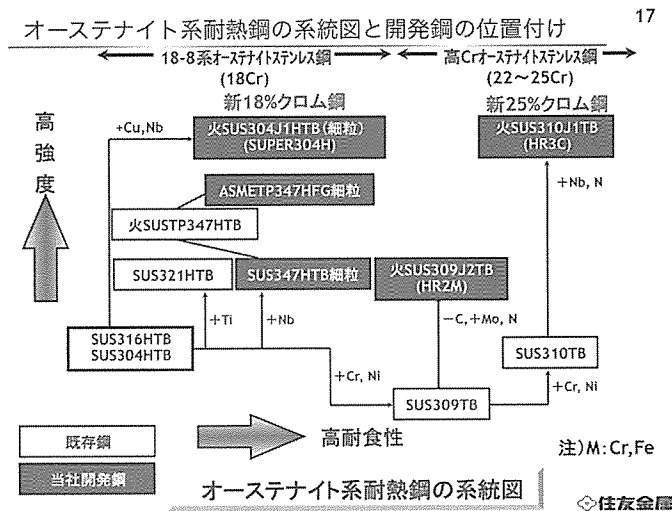 17
オーステナイト系耐熱鋼の系統図と開発鋼の位置付け
18-8系オーステナイトステンレス鋼
(18Cr)
高Crオーステナイトステンレス鋼
(22～25Cr)
新18%クロム鋼
新25%クロム鋼
高強度
+Cu,Nb
火SUS304J1HTB(細粒)
(SUPER304H)
火SUS310J1TB
(HR3C)
+Nb, N
ASMETP347HFG細粒
火SUSTP347HTB
SUS321HTB
SUS347HTB細粒
火SUS309J2TB
(HR2M)
+Ti
+Nb
−C,+Mo, N
SUS316HTB
SUS304HTB
SUS310TB
+Cr, Ni
+Cr, Ni
SUS309TB
既存鋼
高耐食性
注)M:Cr,Fe
当社開発鋼
オーステナイト系耐熱鋼の系統図
住友金属